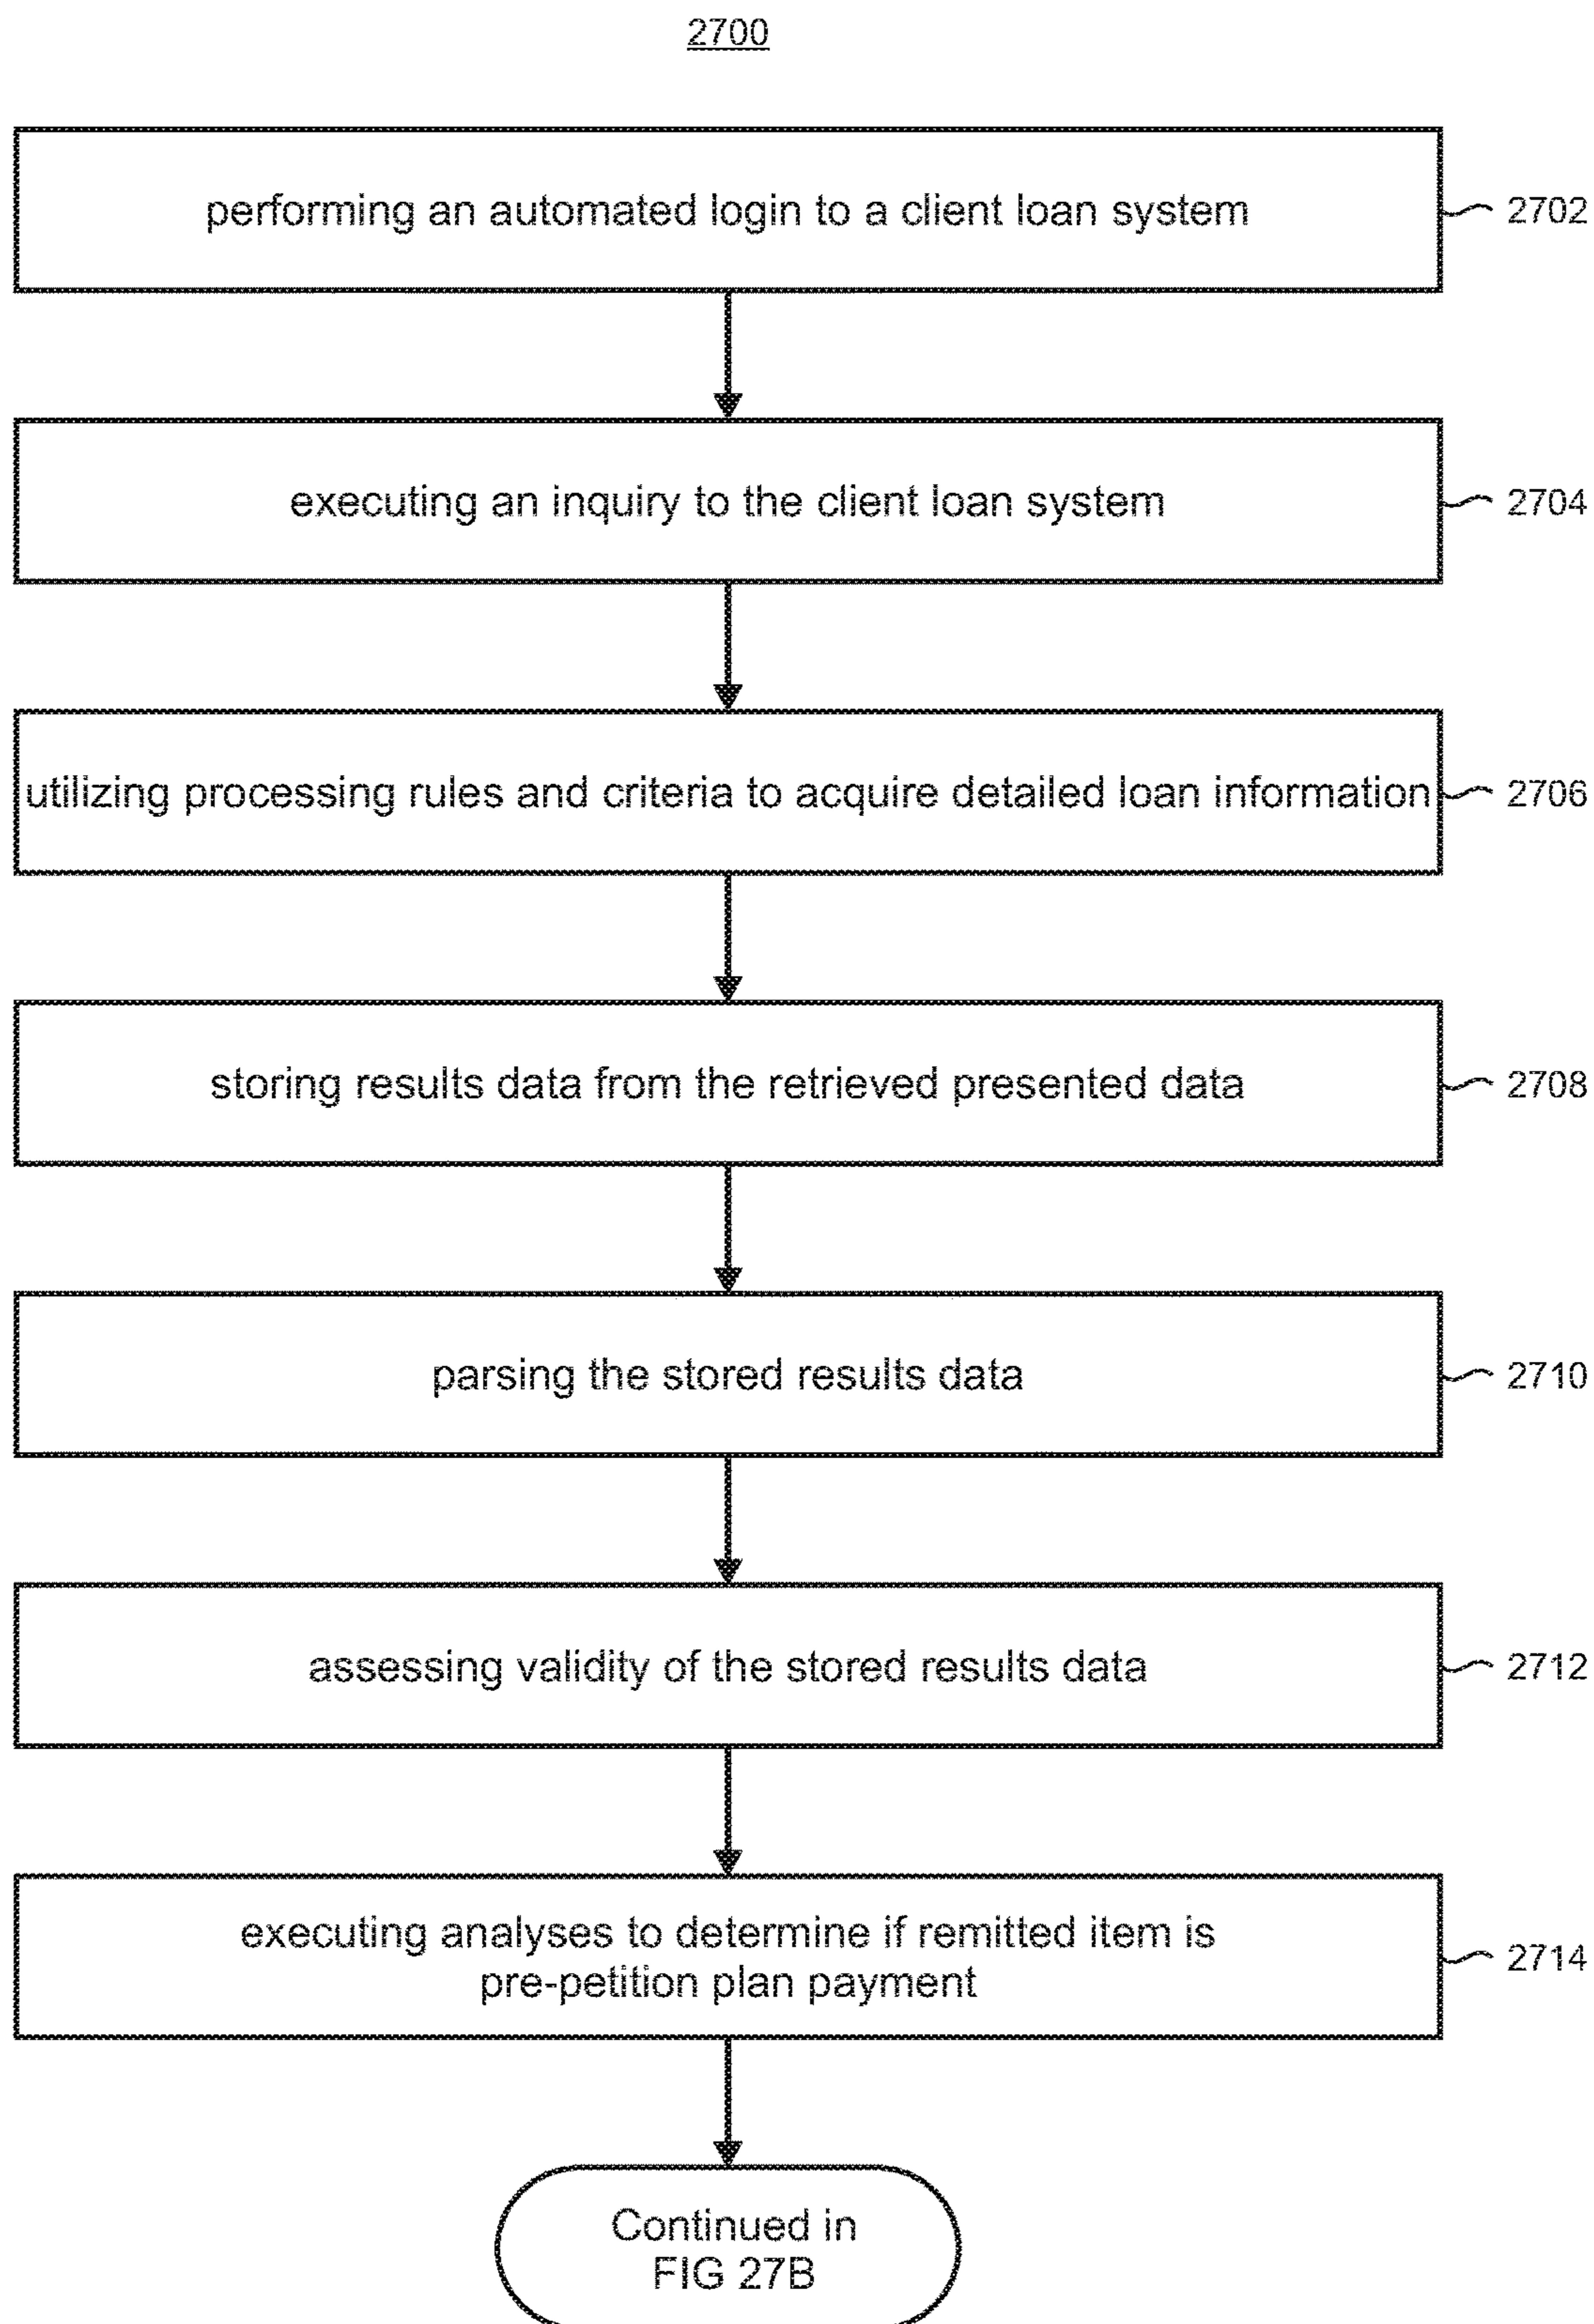 2700
performing an automated login to a client loan system
2702
executing an inquiry to the client loan system
2704
utilizing processing rules and criteria to acquire detailed loan information
2706
storing results data from the retrieved presented data
2708
parsing the stored results data
2710
assessing validity of the stored results data
2712
executing analyses to determine if remitted item is
pre-petition plan payment
2714
Continued in
FIG 27B